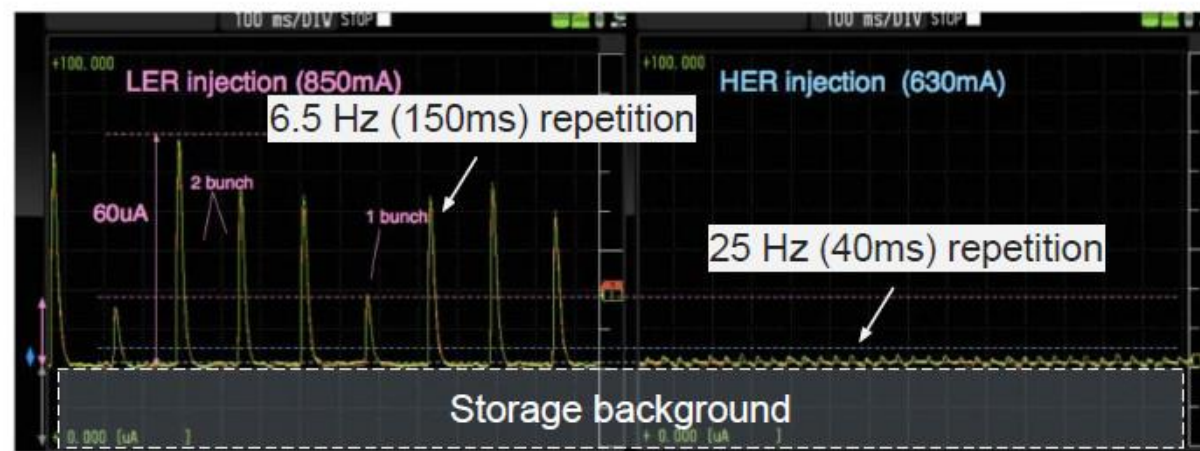 100 ms/DIV STOP
100 ms/DIV STOP
+100.000
LER injection (850mA)
+100.000
HER injection (630mA)
6.5 Hz (150ms) repetition
2 bunch
60uA
1 bunch
25 Hz (40ms) repetition
Storage background
+ 0.000 [uA ]
+ 0.000 [uA ]